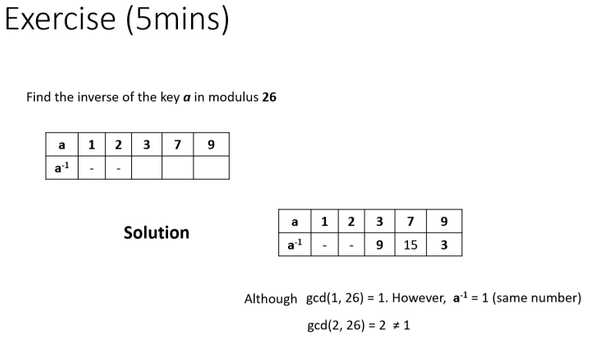 Exercise (5mins)
Find the inverse of the key a in modulus 26
a 1 2 3 7 9
a-1 - -
Solution
a 1 2 3 7 9
a-1 - - 9 15 3
Although gcd(1, 26) = 1. However, a-1 = 1 (same number)
gcd(2, 26) = 2 ≠ 1